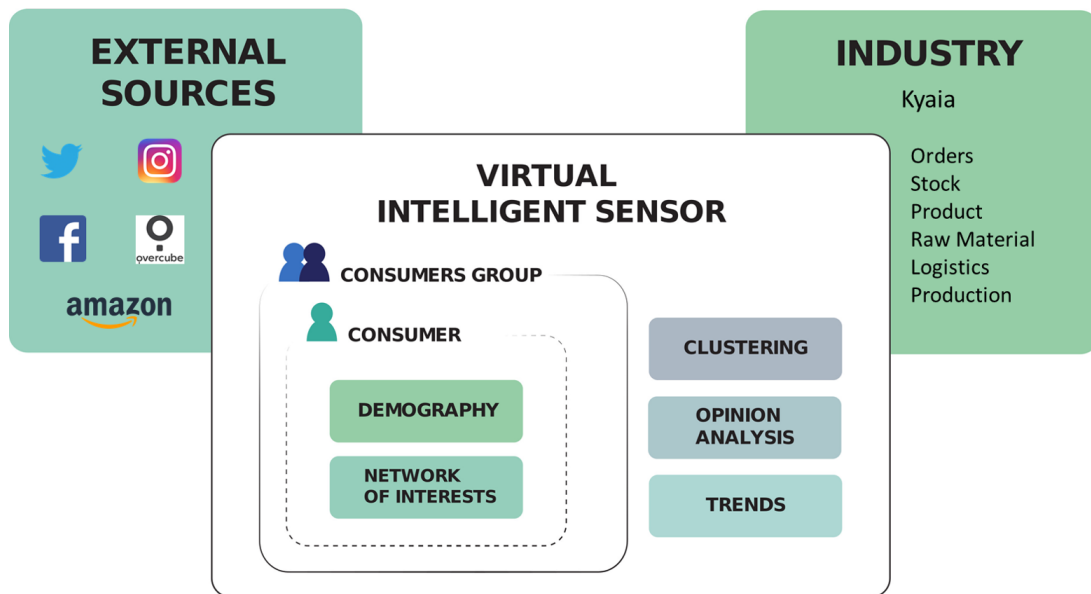 EXTERNAL
SOURCES
f
overcube
amazon
INDUSTRY
Kyaia
Orders
Stock
Product
Raw Material
Logistics
Production
VIRTUAL
INTELLIGENT SENSOR
CONSUMERS GROUP
CONSUMER
DEMOGRAPHY
NETWORK
OF INTERESTS
CLUSTERING
OPINION
ANALYSIS
TRENDS